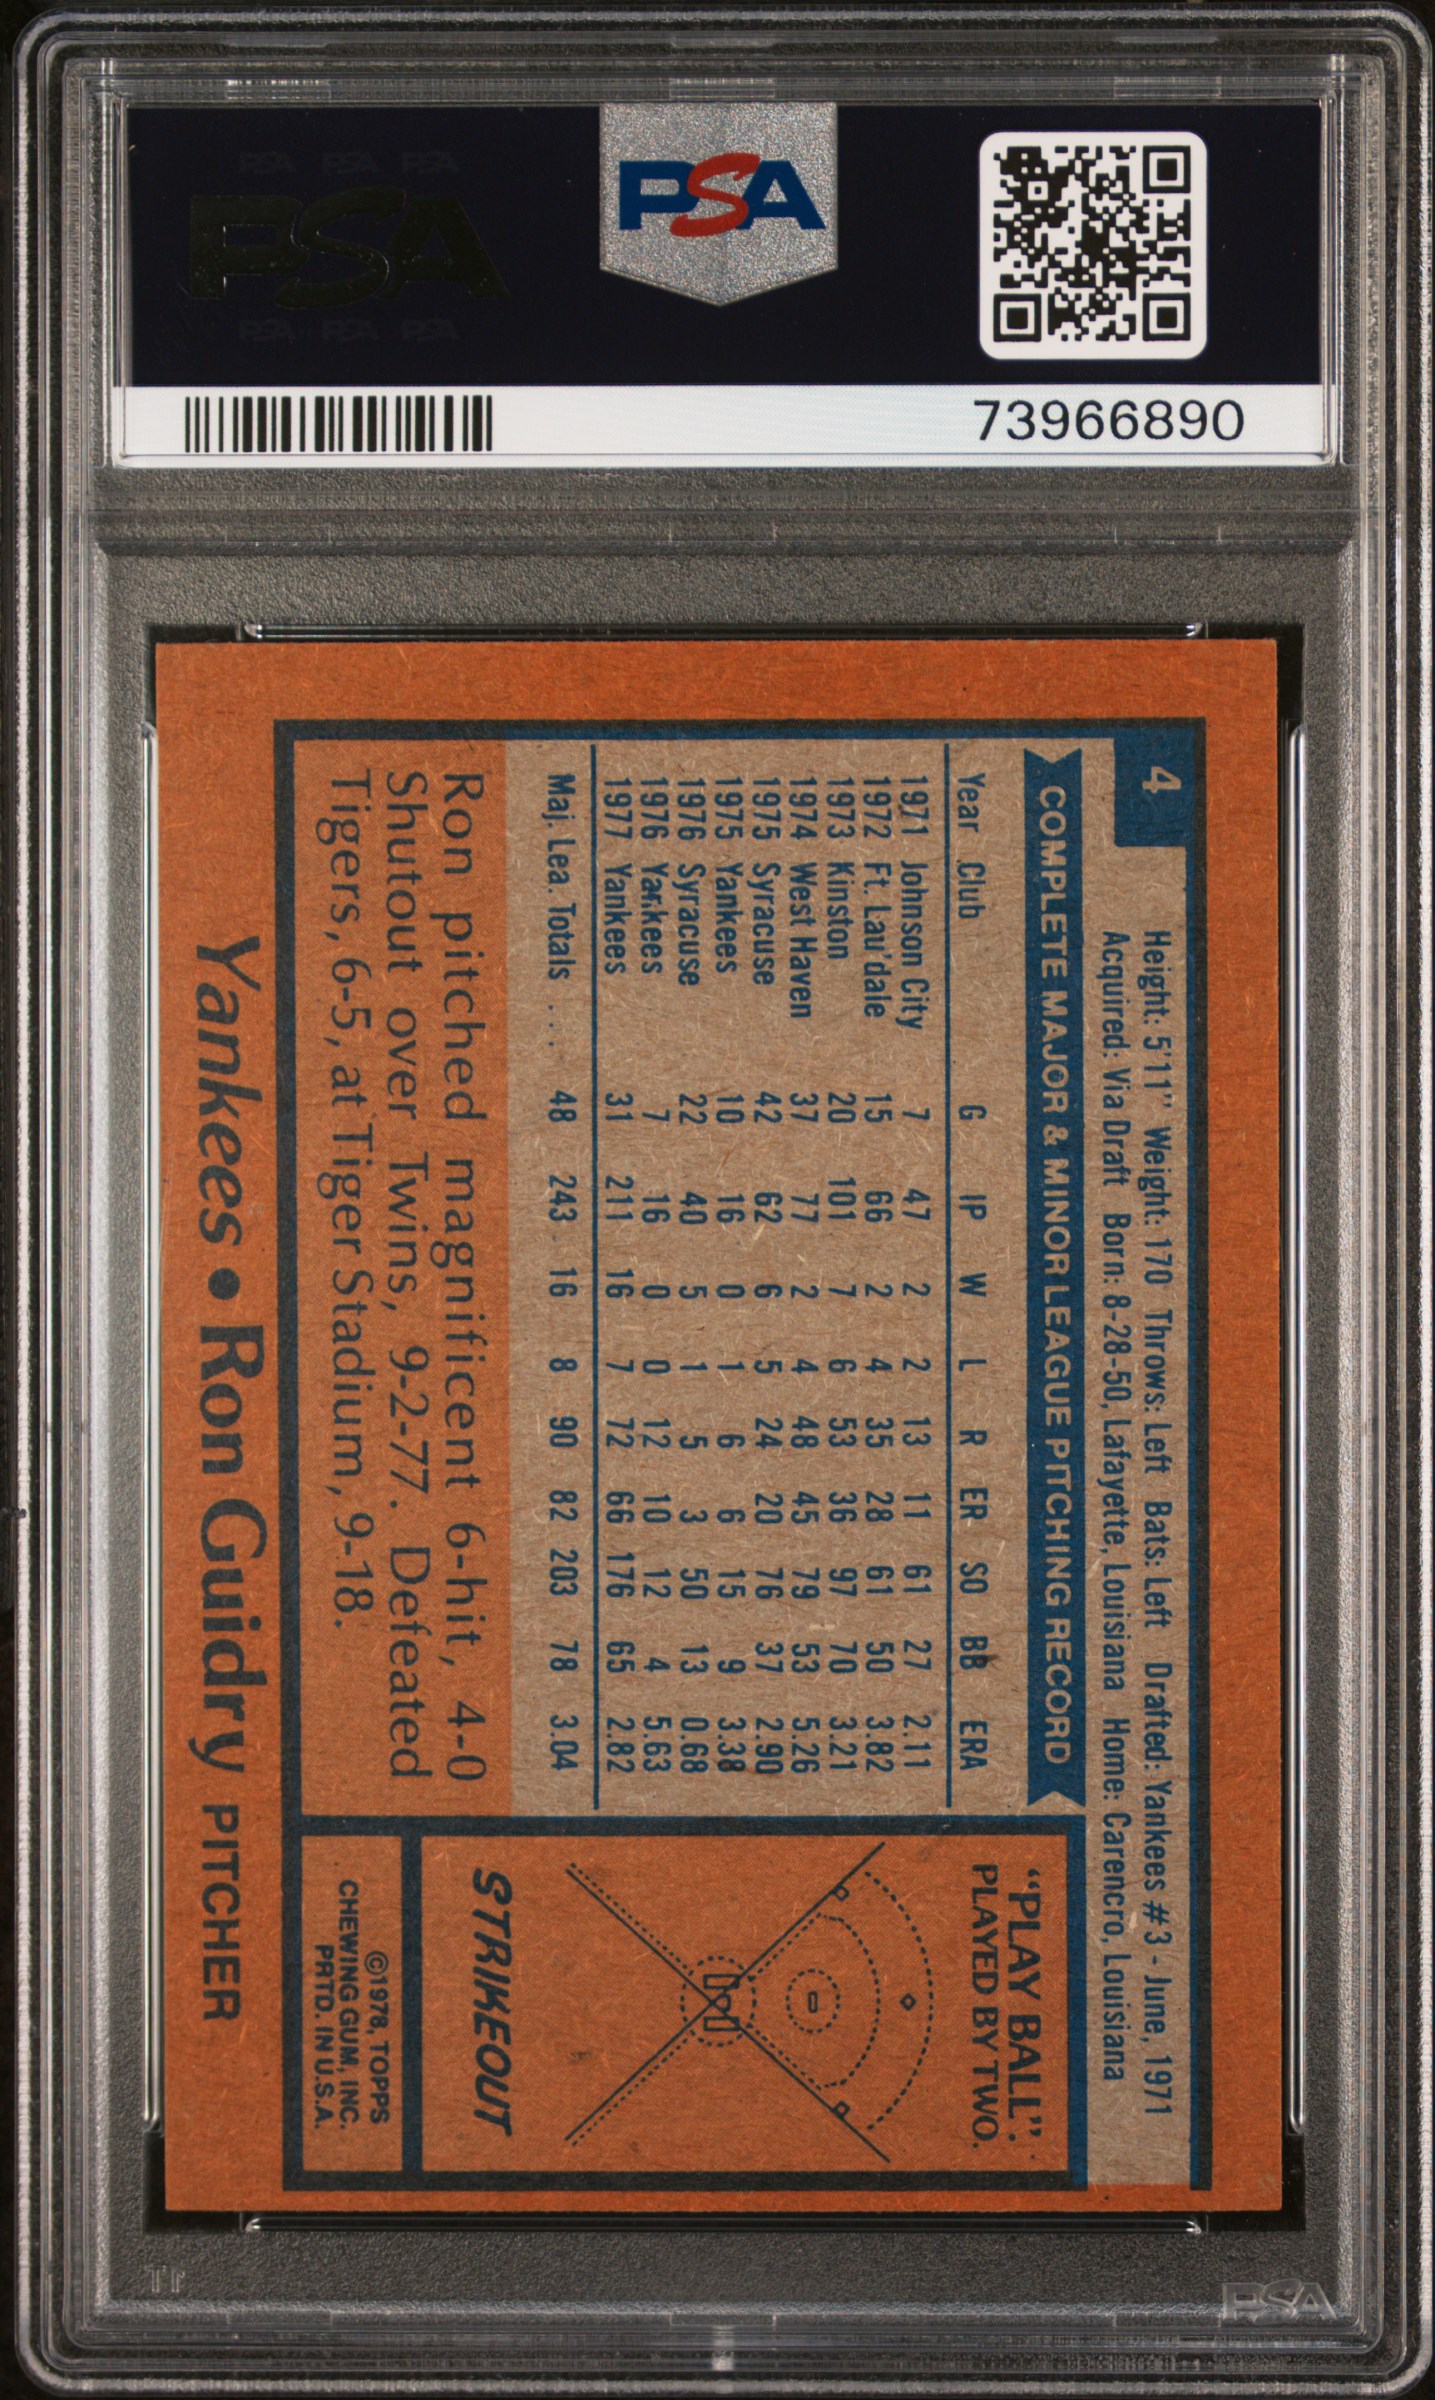 PSA PSA PSA
PSA
PSA PSA PSA
PSA
73966890
4
Height: 5'11" Weight: 170 Throws: Left Bats: Left Drafted: Yankees #3 - June, 1971
Acquired: Via Draft Born: 8-28-50, Lafayette, Louisiana Home: Carencro, Louisiana
COMPLETE MAJOR & MINOR LEAGUE PITCHING RECORD
Year Club G IP W L R ER SO BB ERA
1971 Johnson City 7 47 2 2 13 11 61 27 2.11
1972 Ft. Lau'dale 15 66 2 4 35 28 61 50 3.82
1973 Kinston 20 101 7 6 53 36 97 70 3.21
1974 West Haven 37 77 2 4 48 45 79 53 5.26
1975 Syracuse 42 62 6 5 24 20 76 37 2.90
1975 Yankees 10 16 0 1 6 6 15 9 3.38
1976 Syracuse 22 40 5 1 5 3 50 13 0.68
1976 Yankees 7 16 0 0 12 10 12 4 5.63
1977 Yankees 31 211 16 7 72 66 176 65 2.82
Maj. Lea. Totals . . . 48 243 16 8 90 82 203 78 3.04
Ron pitched magnificent 6-hit, 4-0
Shutout over Twins, 9-2-77. Defeated
Tigers, 6-5, at Tiger Stadium, 9-18.
"PLAY BALL".
PLAYED BY TWO.
STRIKEOUT
©1978, TOPPS
CHEWING GUM, INC.
PRTD. IN U.S.A.
Yankees • Ron Guidry PITCHER
PSA